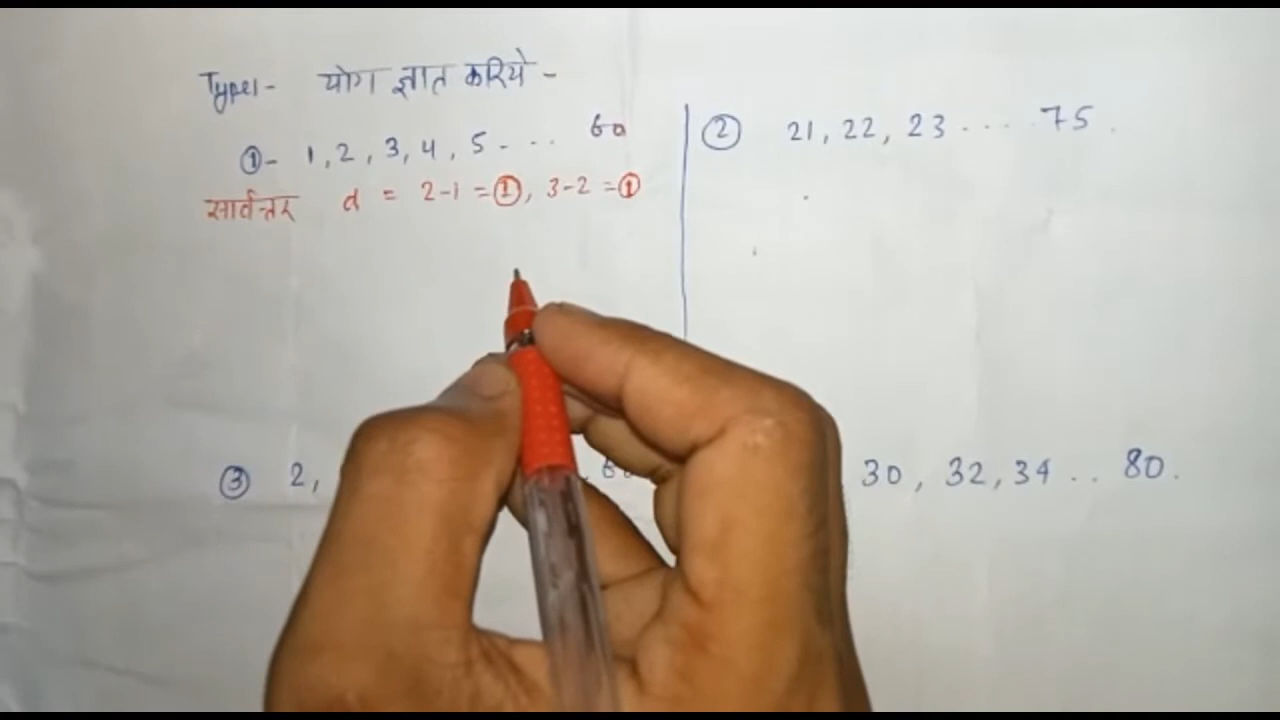 Type1- योग ज्ञात करिये -
①- 1, 2, 3, 4, 5 - ... 60
सार्वन्तर d = 2-1 = ①, 3-2 = ①
② 21, 22, 23 .... 75.
③ 2,
30, 32, 34 .. 80.